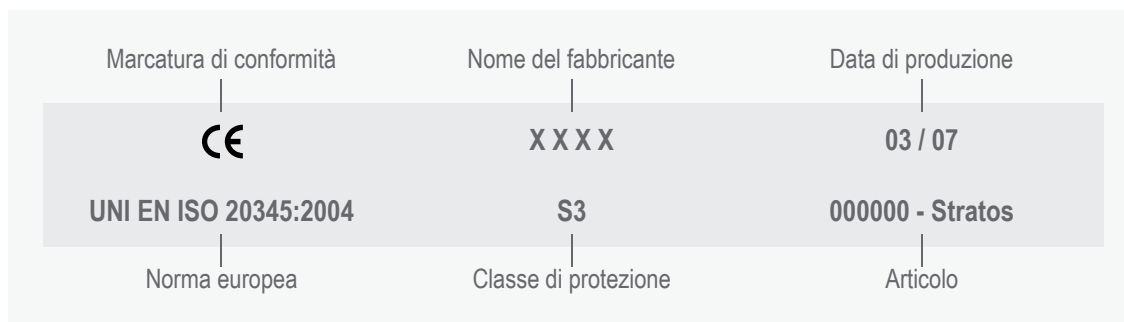 Marcatura di conformità Nome del fabbricante Data di produzione
CE X X X X 03 / 07
UNI EN ISO 20345:2004 S3 000000 - Stratos
Norma europea Classe di protezione Articolo